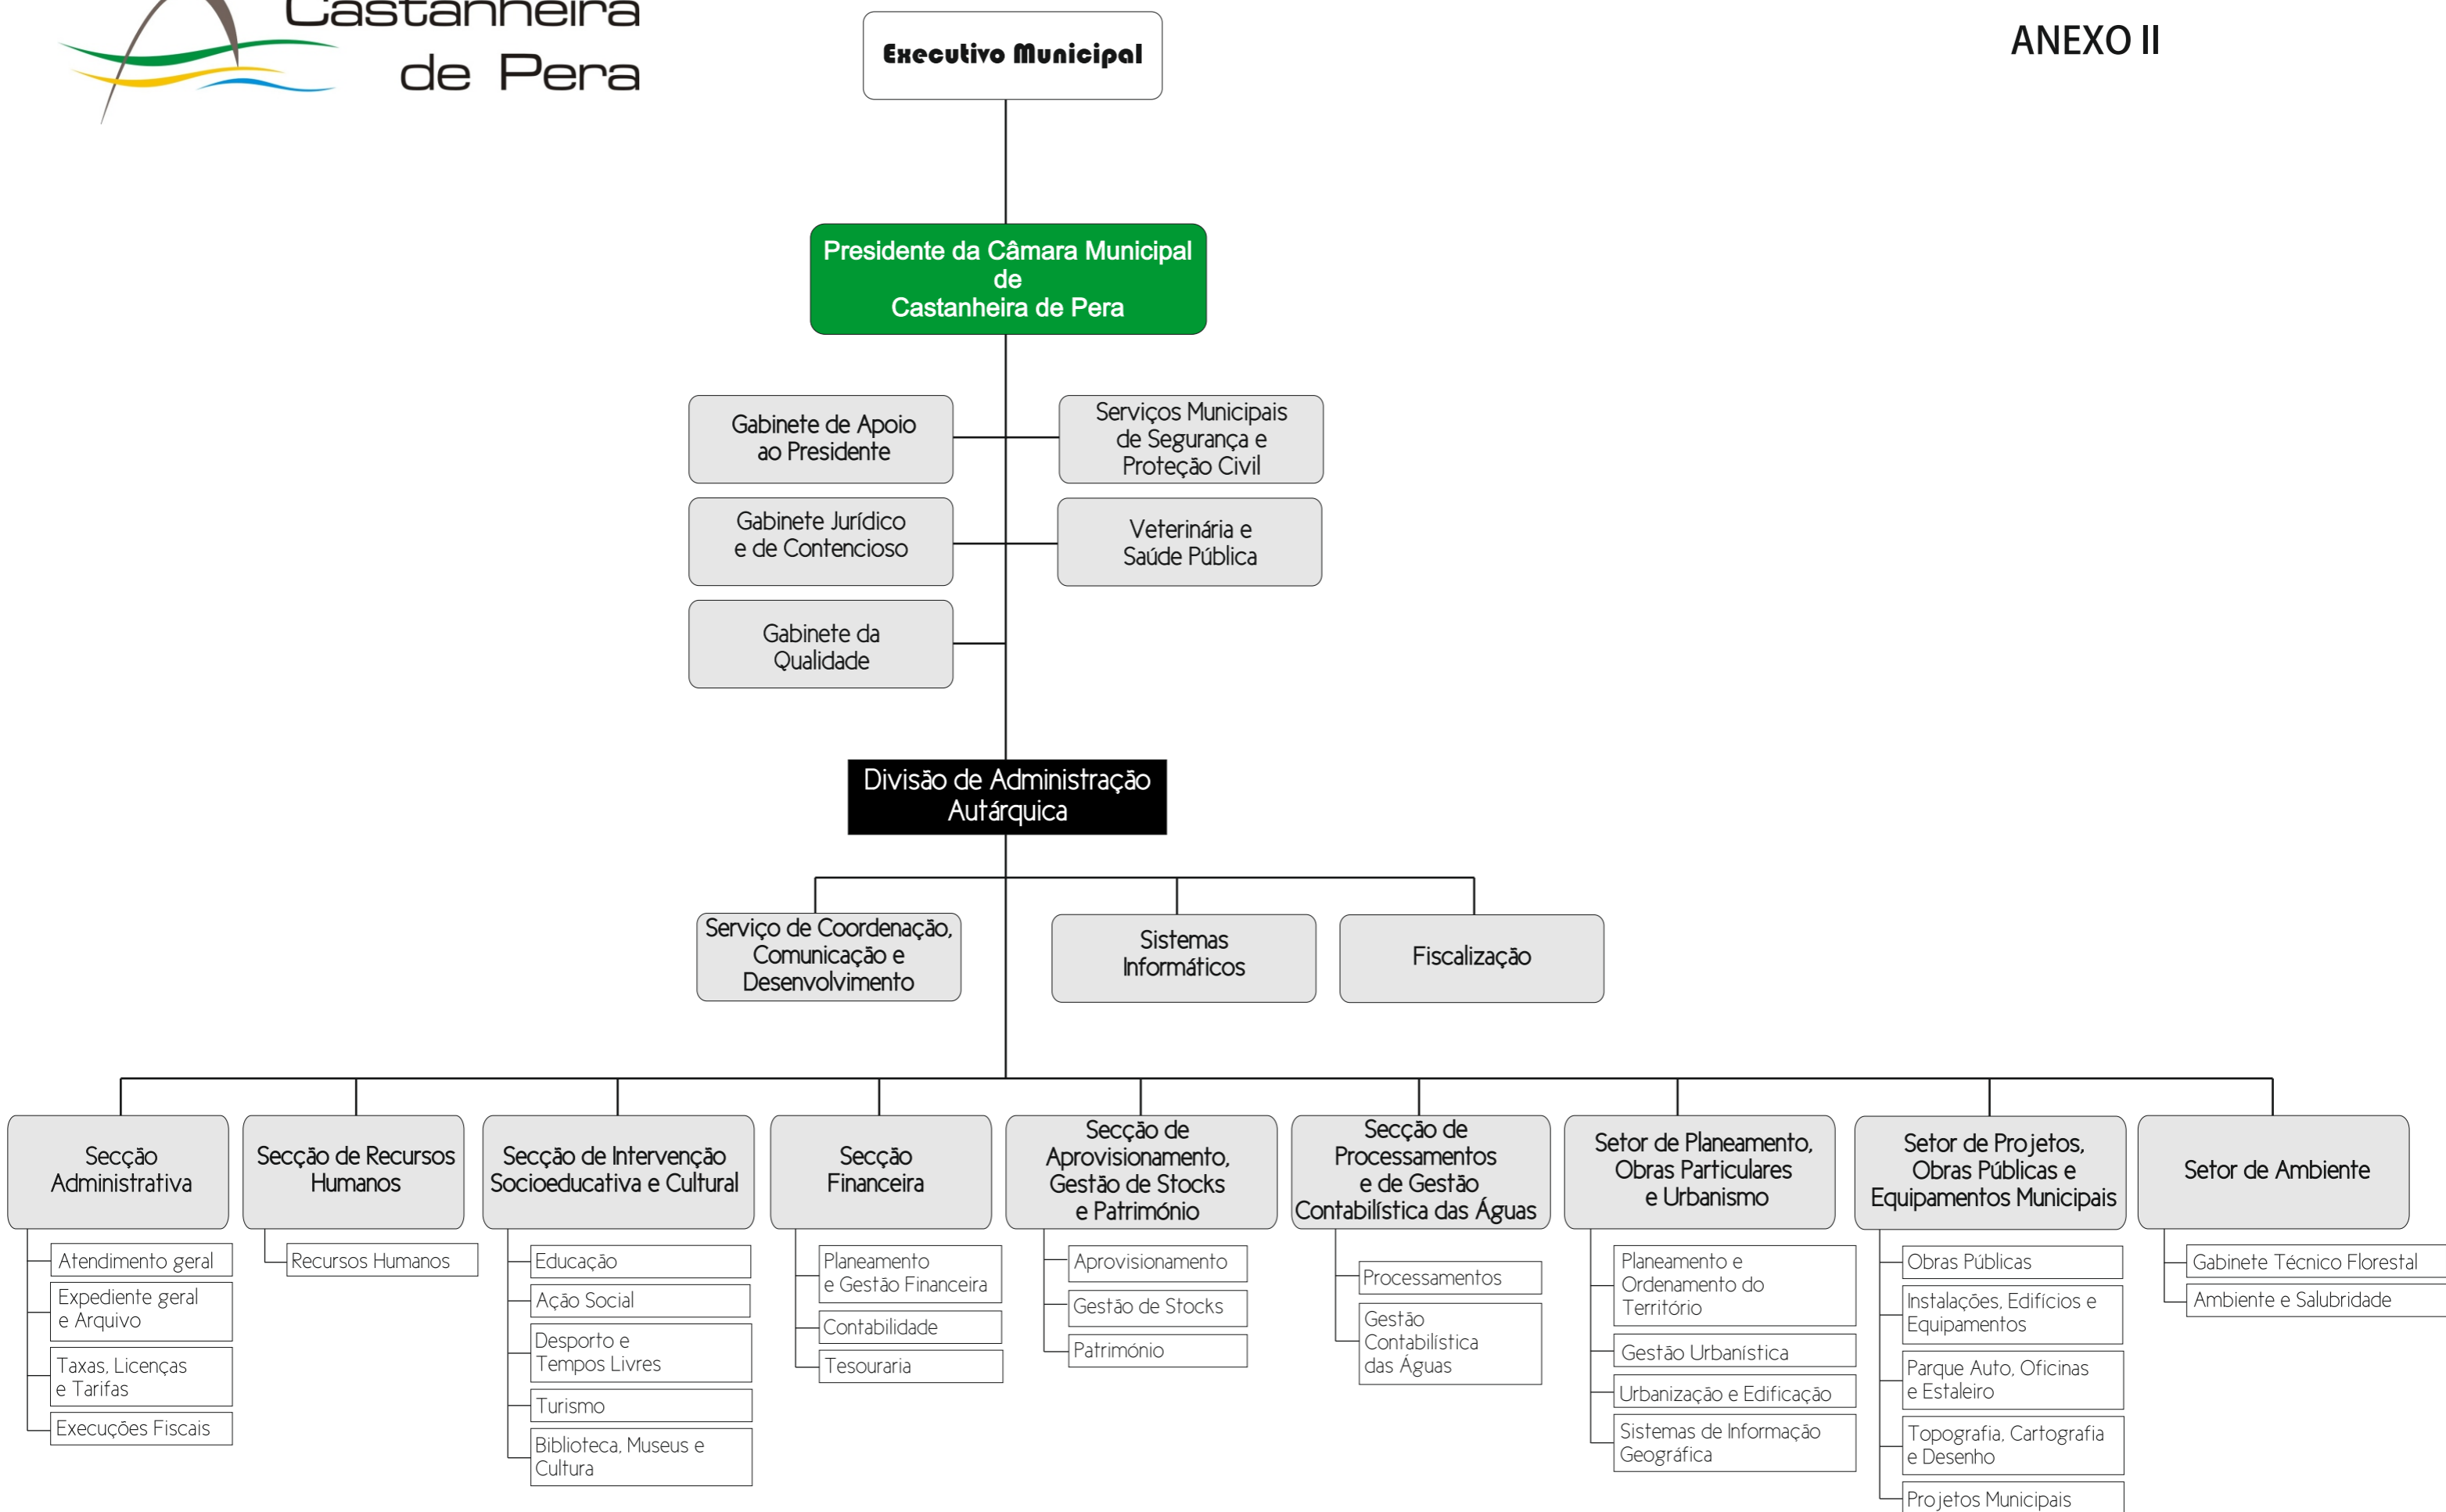 Castanheira
de Pera
Executivo Municipal
ANEXO II
Presidente da Câmara Municipal
de
Castanheira de Pera
Gabinete de Apoio
ao Presidente
Serviços Municipais
de Segurança e
Proteção Civil
Gabinete Jurídico
e de Contencioso
Veterinária e
Saúde Pública
Gabinete da
Qualidade
Divisão de Administração
Autárquica
Serviço de Coordenação,
Comunicação e
Desenvolvimento
Sistemas
Informáticos
Fiscalização
Secção
Administrativa
Atendimento geral
Expediente geral
e Arquivo
Taxas, Licenças
e Tarifas
Execuções Fiscais
Secção de Recursos
Humanos
Recursos Humanos
Secção de Intervenção
Socioeducativa e Cultural
Educação
Ação Social
Desporto e
Tempos Livres
Turismo
Biblioteca, Museus e
Cultura
Secção
Financeira
Planeamento
e Gestão Financeira
Contabilidade
Tesouraria
Secção de
Aprovisionamento,
Gestão de Stocks
e Património
Aprovisionamento
Gestão de Stocks
Património
Secção de
Processamentos
e de Gestão
Contabilística das Águas
Processamentos
Gestão
Contabilística
das Águas
Setor de Planeamento,
Obras Particulares
e Urbanismo
Planeamento e
Ordenamento do
Território
Gestão Urbanística
Urbanização e Edificação
Sistemas de Informação
Geográfica
Setor de Projetos,
Obras Públicas e
Equipamentos Municipais
Obras Públicas
Instalações, Edifícios e
Equipamentos
Parque Auto, Oficinas
e Estaleiro
Topografia, Cartografia
e Desenho
Projetos Municipais
Setor de Ambiente
Gabinete Técnico Florestal
Ambiente e Salubridade